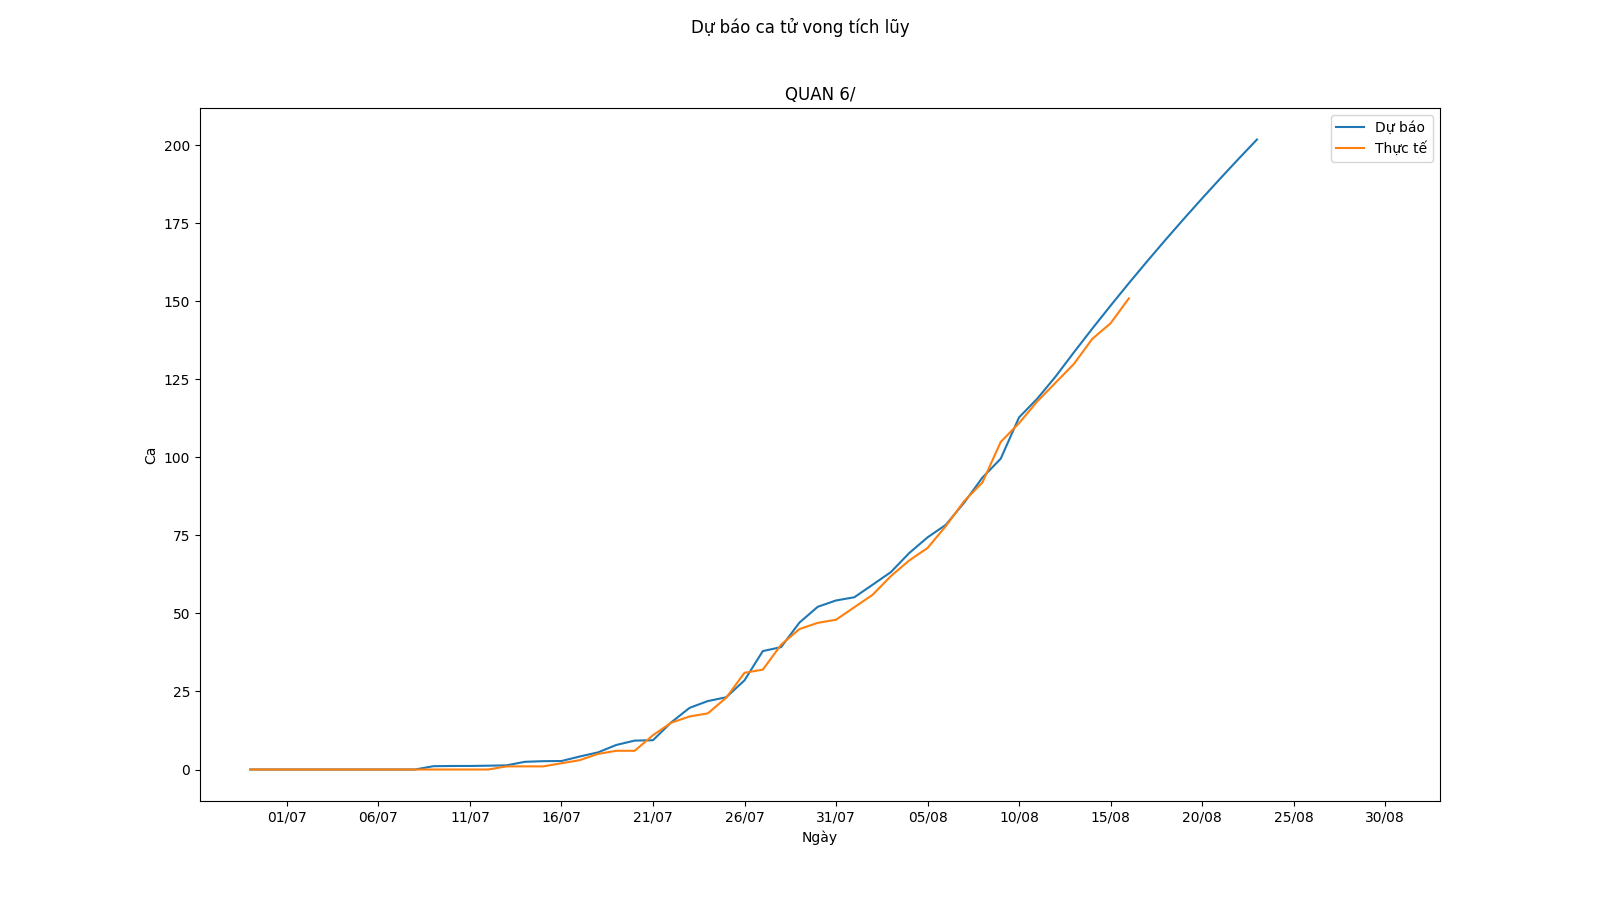 Dự báo ca tử vong tích lũy
QUAN 6/
Dự báo
Thực tế
200
175
150
125
100
75
50
25
0
Ca
01/07 06/07 11/07 16/07 21/07 26/07 31/07 05/08 10/08 15/08 20/08 25/08 30/08
Ngày